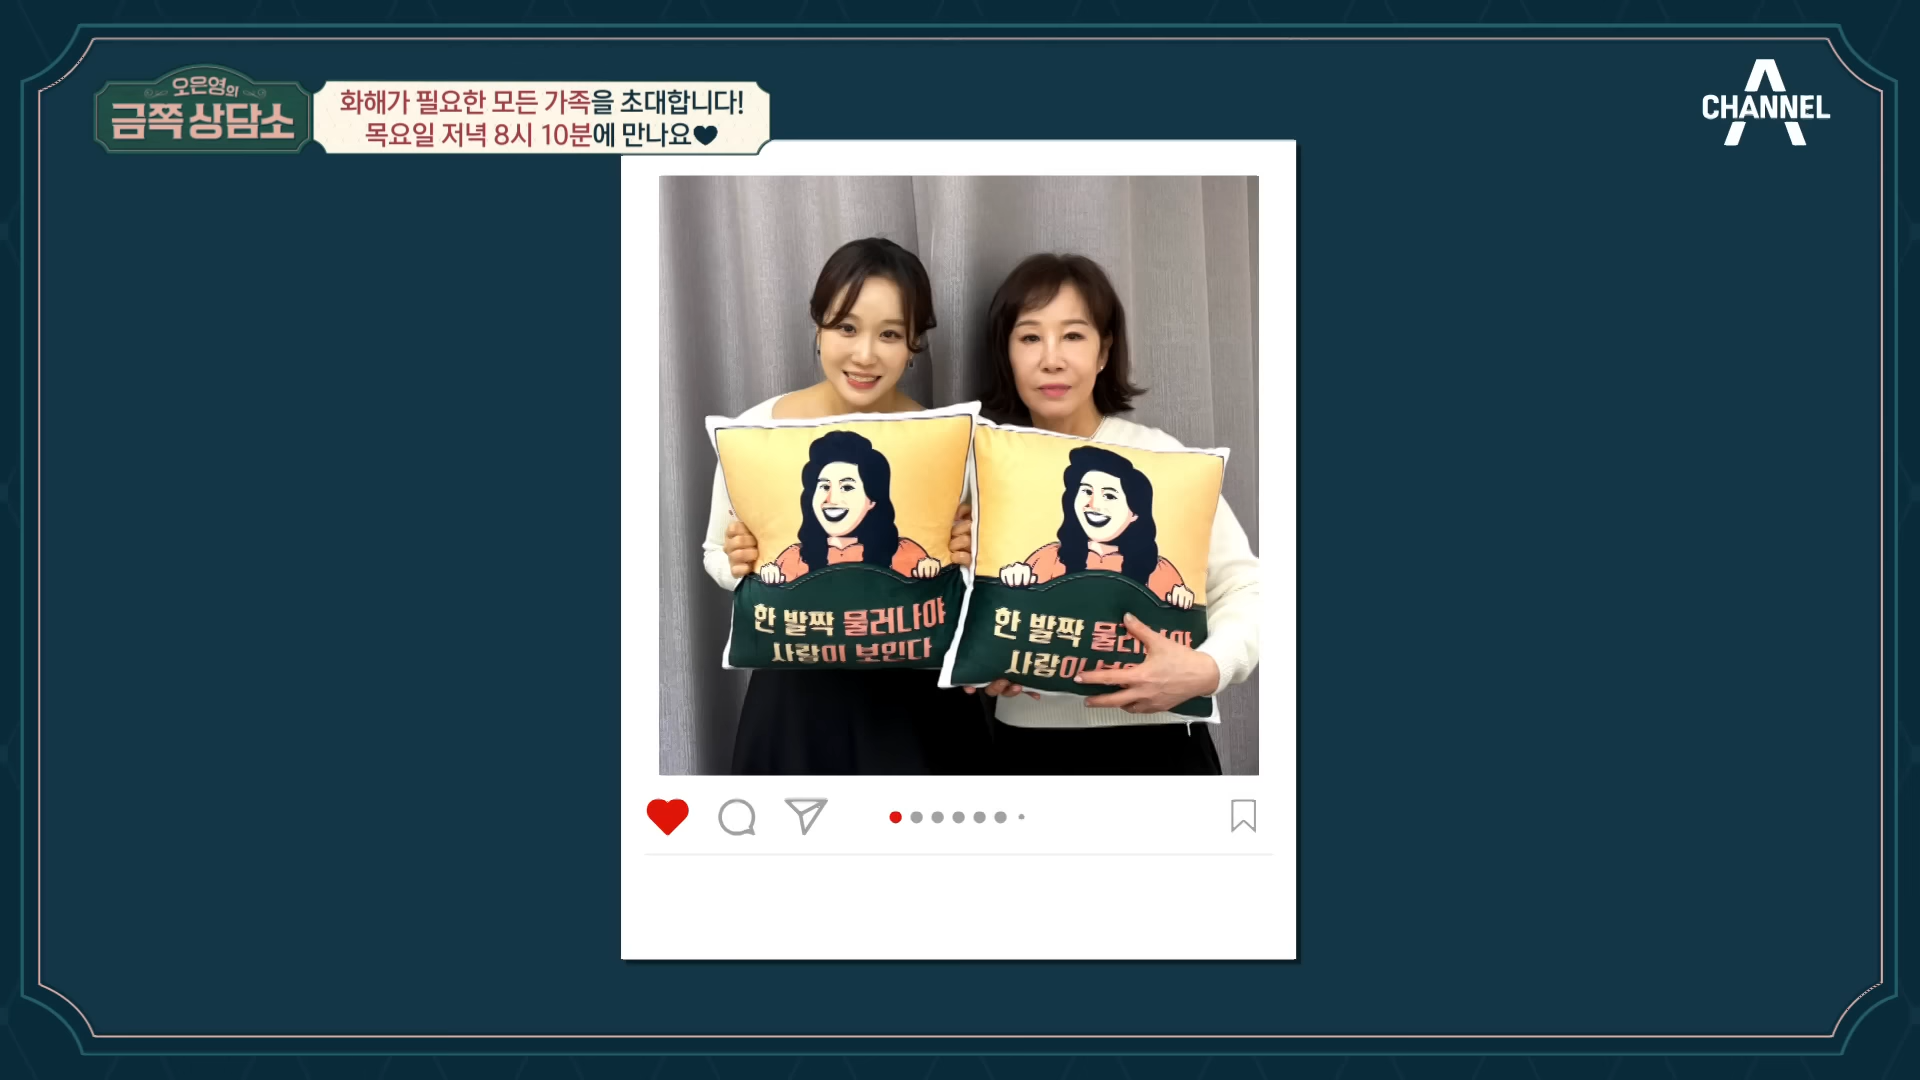 오은영의
금쪽 상담소
화해가 필요한 모든 가족을 초대합니다!
목요일 저녁 8시 10분에 만나요
CHANNEL A
한 발짝 물러나야
사랑이 보인다
한 발짝
사랑이